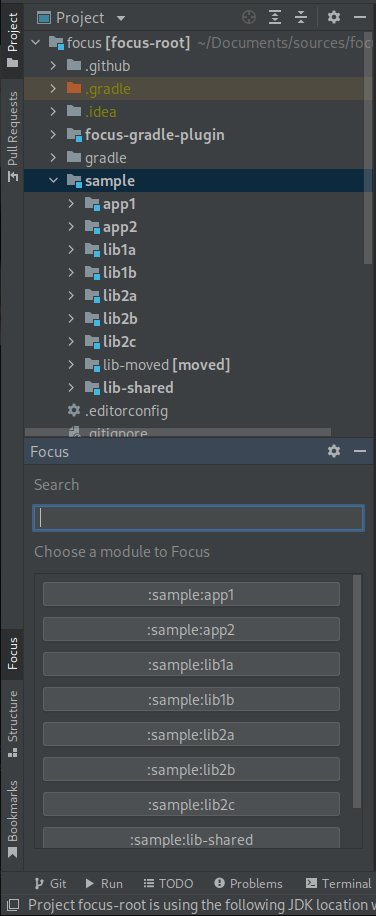 Project
Project
Pull Requests
focus [focus-root] ~/Documents/sources/foc
.github
.gradle
.idea
focus-gradle-plugin
gradle
sample
app1
app2
lib1a
lib1b
lib2a
lib2b
lib2c
lib-moved [moved]
lib-shared
.editorconfig
.gitignore
Focus
Search
Choose a module to Focus
:sample:app1
:sample:app2
:sample:lib1a
:sample:lib1b
:sample:lib2a
:sample:lib2b
:sample:lib2c
:sample:lib-shared
Focus
Structure
Bookmarks
Git Run TODO Problems Terminal
Project focus-root is using the following JDK location w